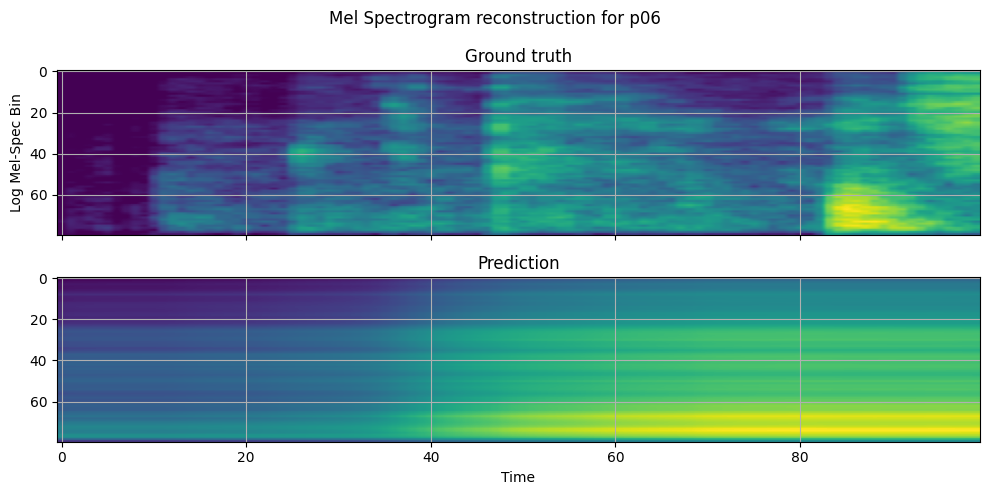 Mel Spectrogram reconstruction for p06
Ground truth
0
20
40
60
Log Mel-Spec Bin
Prediction
0
20
40
60
0 20 40 60 80
Time